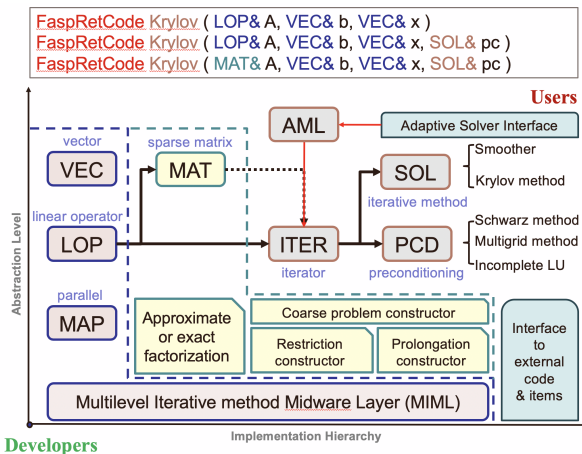 FaspRetCode Krylov ( LOP& A, VEC& b, VEC& x )
FaspRetCode Krylov ( LOP& A, VEC& b, VEC& x, SOL& pc )
FaspRetCode Krylov ( MAT& A, VEC& b, VEC& x, SOL& pc )
Users
AML
Adaptive Solver Interface
vector
VEC
sparse matrix
MAT
SOL
iterative method
Smoother
Krylov method
linear operator
LOP
ITER
iterator
PCD
preconditioning
Schwarz method
Multigrid method
Incomplete LU
parallel
MAP
Approximate
or exact
factorization
Coarse problem constructor
Restriction
constructor
Prolongation
constructor
Interface
to
external
code
& items
Multilevel Iterative method Midware Layer (MIML)
Abstraction Level
Implementation Hierarchy
Developers